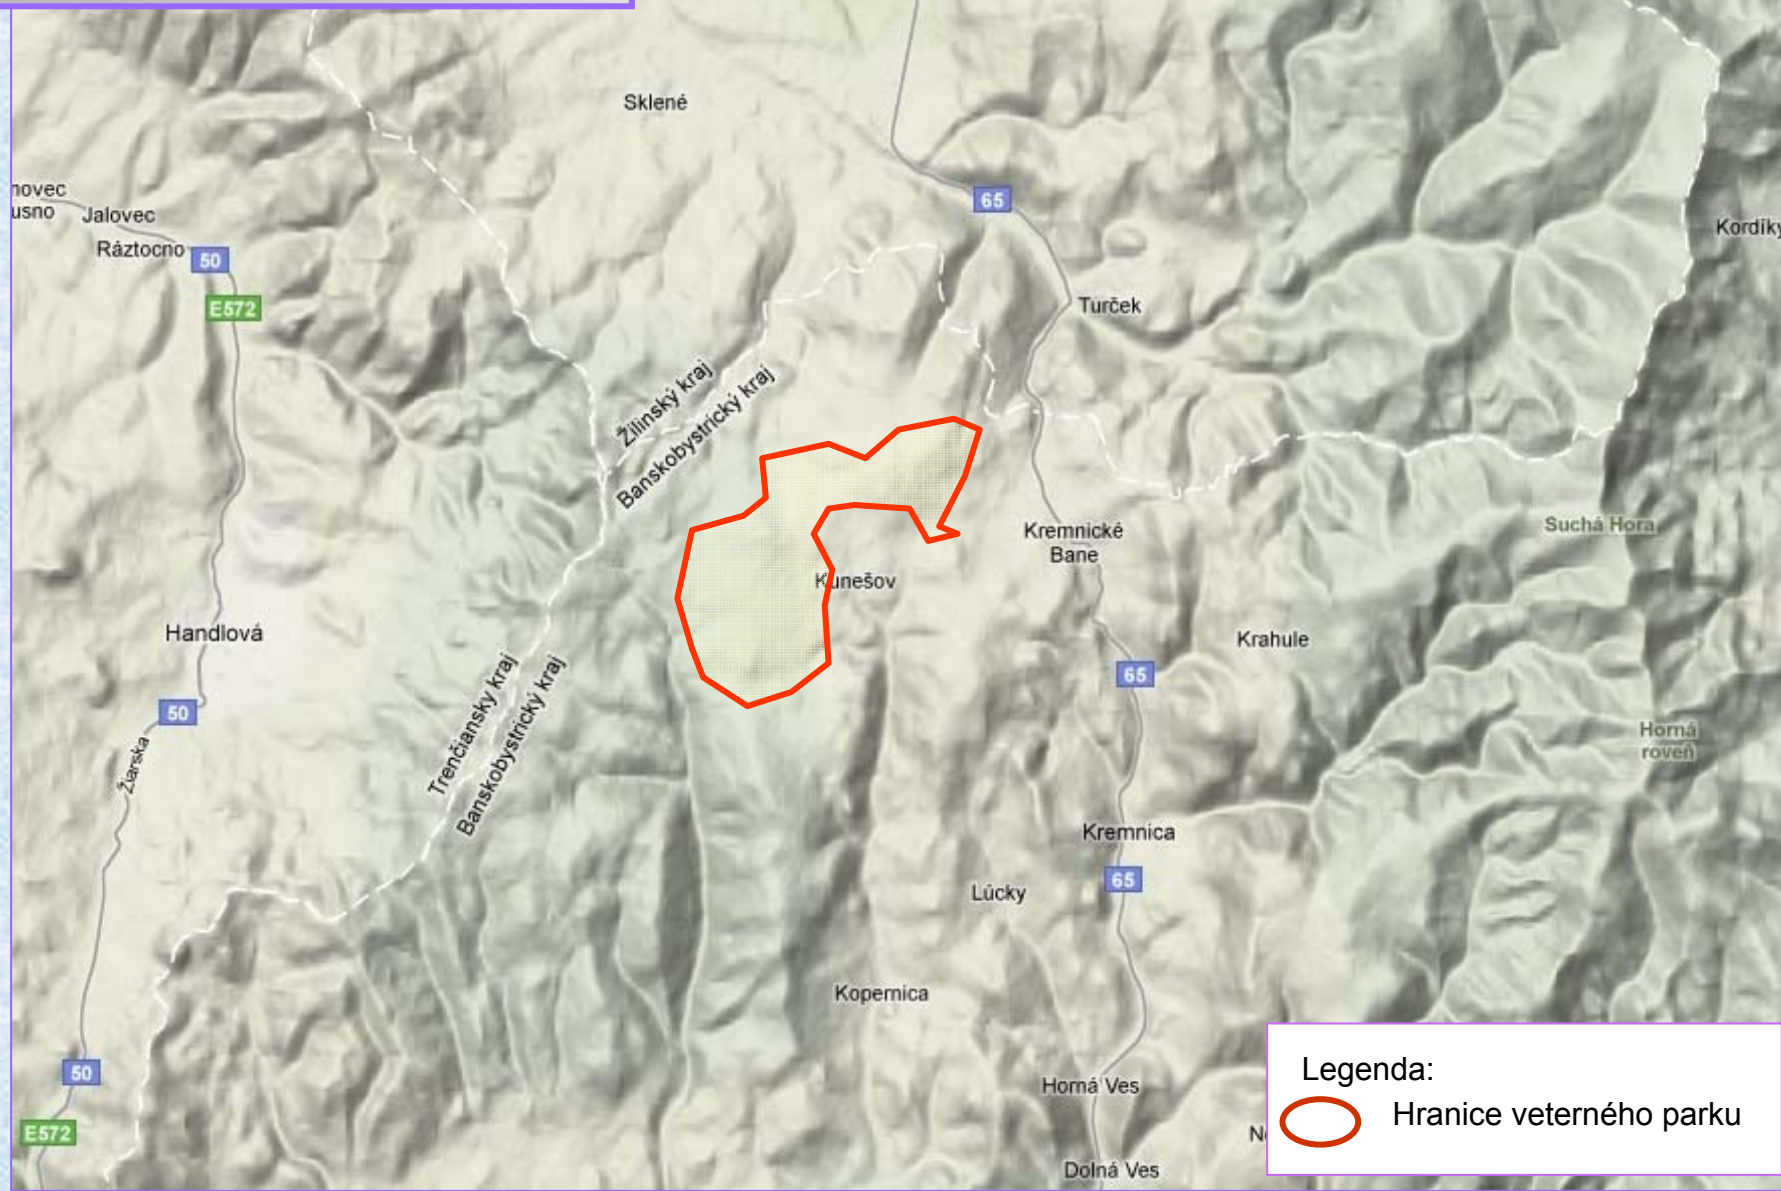 Sklené
novec
usno
Jalovec
Ráztocno
50
E572
65
Kordíky
Turček
Žilinský kraj
Banskobystrický kraj
Kremnické
Bane
Suchá Hora
Kunešov
Handlová
Krahule
65
50
Trenčiansky kraj
Banskobystrický kraj
Žiarska
Horná
roveň
Kremnica
65
Lúcky
Kopernica
50
Horná Ves
E572
Dolná Ves
Legenda:
Hranice veterného parku